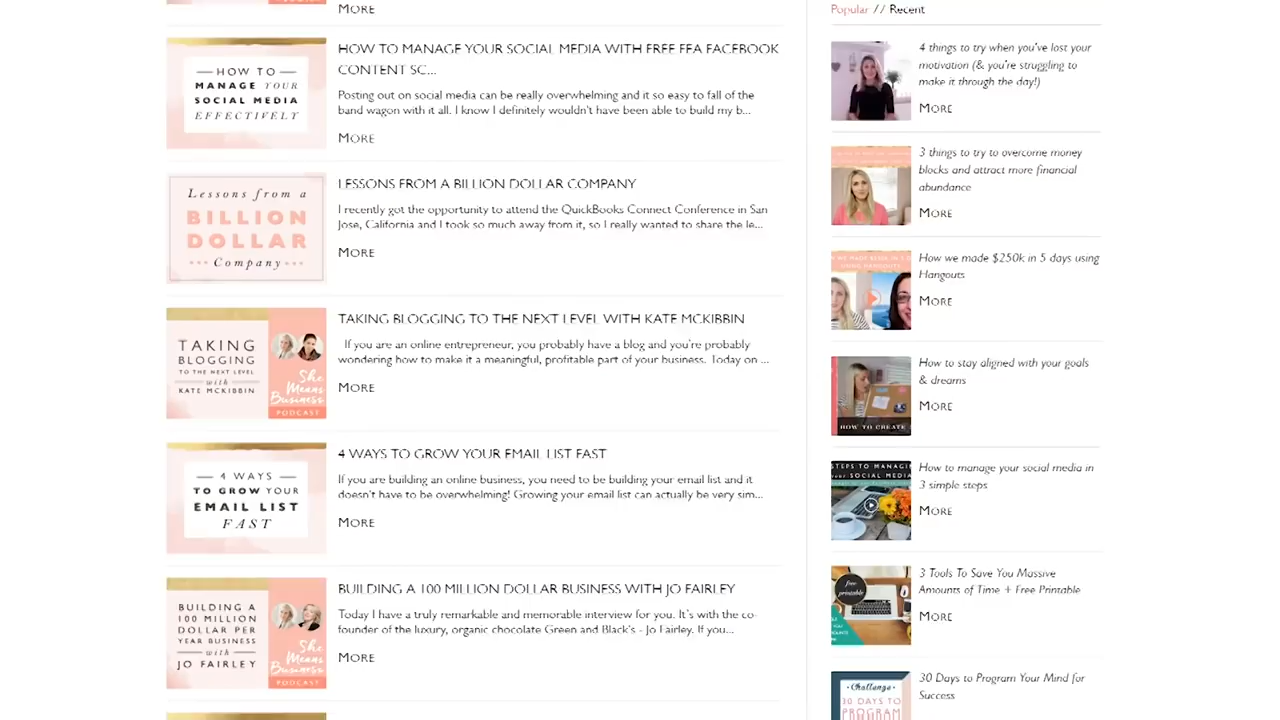 MORE
HOW TO
MANAGE YOUR
SOCIAL MEDIA
EFFECTIVELY
HOW TO MANAGE YOUR SOCIAL MEDIA WITH FREE FEA FACEBOOK
CONTENT SC...
Posting out on social media can be really overwhelming and it so easy to fall of the
band wagon with it all. I know I definitely wouldn't have been able to build my b...
MORE
Lessons from a
BILLION
DOLLAR
Company
LESSONS FROM A BILLION DOLLAR COMPANY
I recently got the opportunity to attend the QuickBooks Connect Conference in San
Jose, California and I took so much away from it, so I really wanted to share the le...
MORE
TAKING
BLOGGING
TO THE NEXT LEVEL
with
KATE MCKIBBIN
She
Means
Business
PODCAST
TAKING BLOGGING TO THE NEXT LEVEL WITH KATE MCKIBBIN
If you are an online entrepreneur, you probably have a blog and you're probably
wondering how to make it a meaningful, profitable part of your business. Today on ...
MORE
4 WAYS
TO GROW YOUR
EMAIL LIST
FAST
4 WAYS TO GROW YOUR EMAIL LIST FAST
If you are building an online business, you need to be building your email list and it
doesn't have to be overwhelming! Growing your email list can actually be very sim...
MORE
BUILDING A
100 MILLION
DOLLAR PER
YEAR BUSINESS
with
JO FAIRLEY
She
Means
Business
PODCAST
BUILDING A 100 MILLION DOLLAR BUSINESS WITH JO FAIRLEY
Today I have a truly remarkable and memorable interview for you. It's with the co-
founder of the luxury, organic chocolate Green and Black's - Jo Fairley. If you...
MORE
Popular // Recent
4 things to try when you've lost your
motivation (& you're struggling to
make it through the day!)
MORE
3 things to try to overcome money
blocks and attract more financial
abundance
MORE
W WE MADE $250K IN 5 D
USING HANGOUTS
How we made $250k in 5 days using
Hangouts
MORE
HOW TO CREATE
How to stay aligned with your goals
& dreams
MORE
STEPS TO MANAGI
your SOCIAL MEDI
How to manage your social media in
3 simple steps
MORE
free
printable
3 Tools To Save You Massive
Amounts of Time + Free Printable
MORE
Challenge
30 DAYS TO
PROGRAM
30 Days to Program Your Mind for
Success